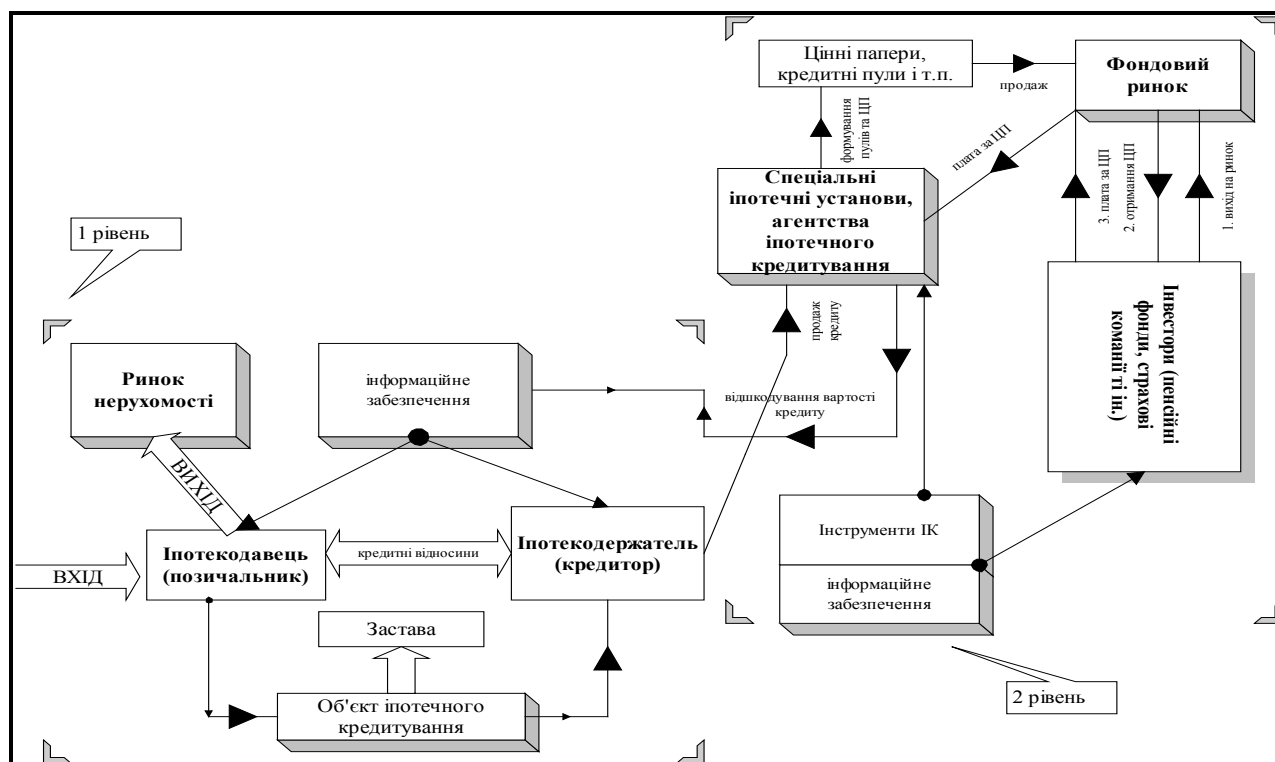 Цінні папери,
кредитні пули і т.п.
продаж
Фондовий
ринок
формування
пулів та ЦП
плата за ЦП
3. плата за ЦП
2. отримання ЦП
1. вихід на ринок
Спеціальні
іпотечні установи,
агентства
іпотечного
кредитування
1 рівень
Інвестори (пенсійні
фонди, страхові
команії ті ін.)
продаж
кредиту
Ринок
нерухомості
інформаційне
забезпечення
відшкодування вартості
кредиту
ВИХІД
Інструменти ІК
інформаційне
забезпечення
Іпотекодавець
(позичальник)
кредитні відносини
Іпотекодержатель
(кредитор)
ВХІД
Застава
Об'єкт іпотечного
кредитування
2 рівень